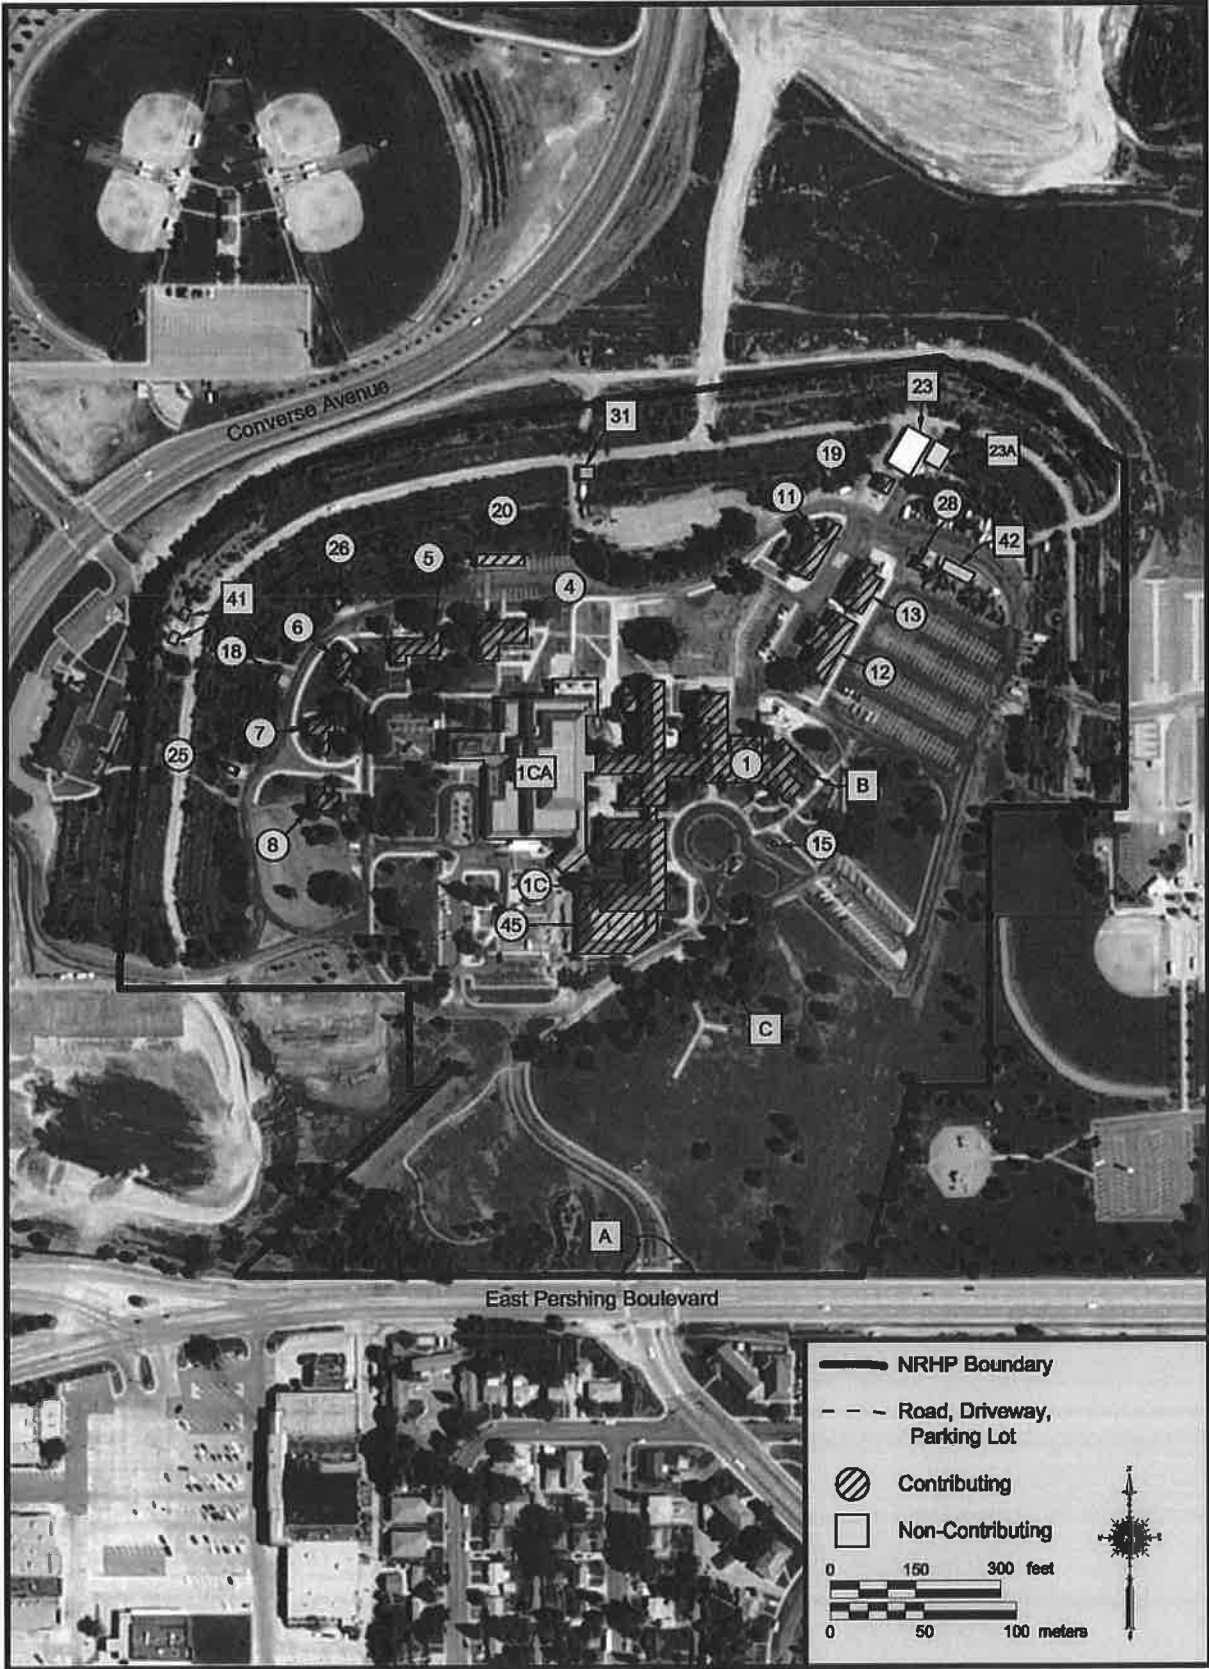 Converse Avenue
23
31
19
23A
11
20
28
26
5
42
4
41
6
13
18
12
7
25
1CA
1
B
8
15
1C
45
C
A
East Pershing Boulevard
NRHP Boundary
Road, Driveway,
Parking Lot
Contributing
Non-Contributing
0 150 300 feet
0 50 100 meters